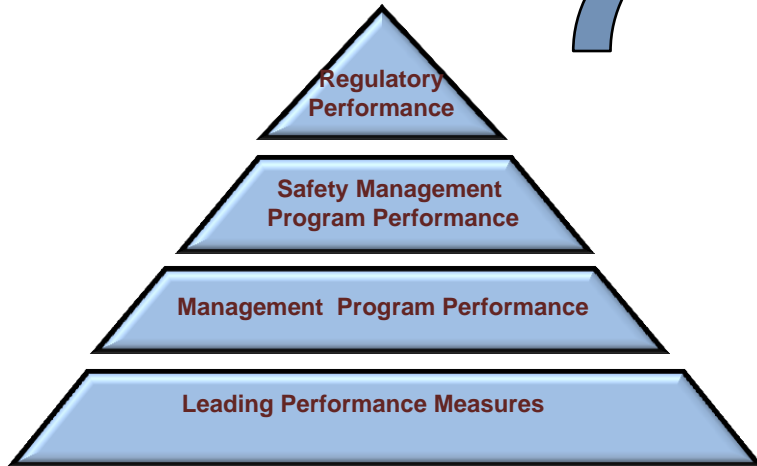 Regulatory
Performance
Safety Management
Program Performance
Management  Program Performance
Leading Performance Measures